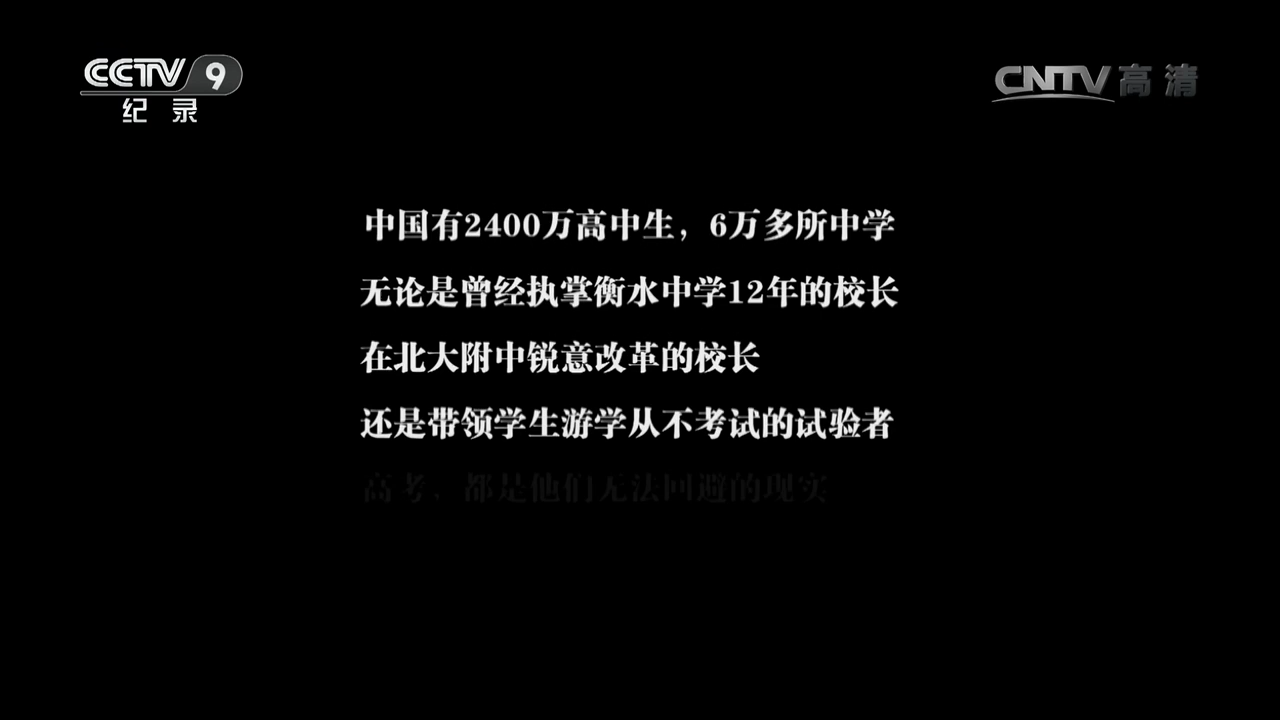 CCTV 9
纪录
CNTV高清
中国有2400万高中生，6万多所中学
无论是曾经执掌衡水中学12年的校长
在北大附中锐意改革的校长
还是带领学生游学从不考试的试验者
高考，都是他们无法回避的现实